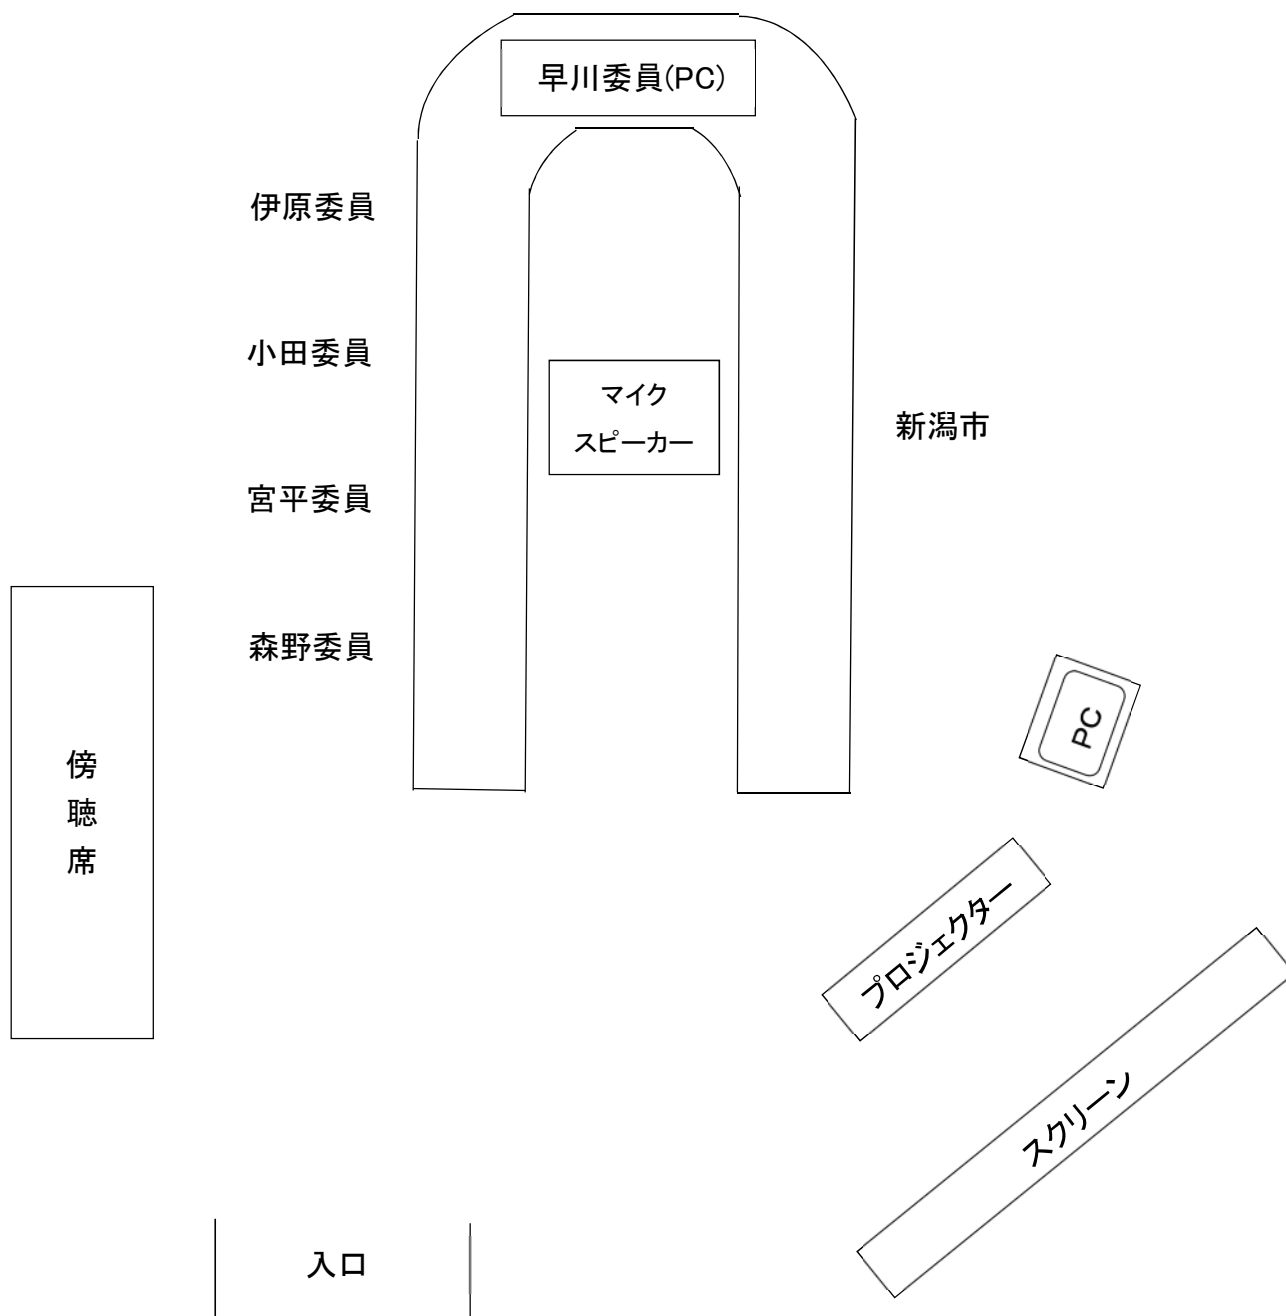 早川委員(PC)
伊原委員
小田委員
マイク
スピーカー
新潟市
宮平委員
森野委員
PC
傍聴席
プロジェクター
スクリーン
入口